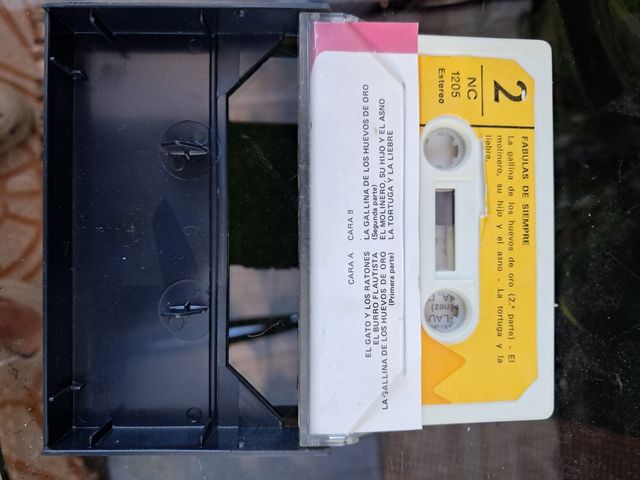 CARA A
EL GATO Y LOS RATONES
EL BURRO FLAUTISTA
LA GALLINA DE LOS HUEVOS DE ORO
(Primera parte)
CARA B
LA GALLINA DE LOS HUEVOS DE ORO
(Segunda parte)
EL MOLINERO, SU HIJO Y EL ASNO
LA TORTUGA Y LA LIEBRE
2
NC
1205
Estereo
FABULAS DE SIEMPRE
La gallina de los huevos de oro (2.ª parte) - El
molinero, su hijo y el asno - La tortuga y la
liebre.